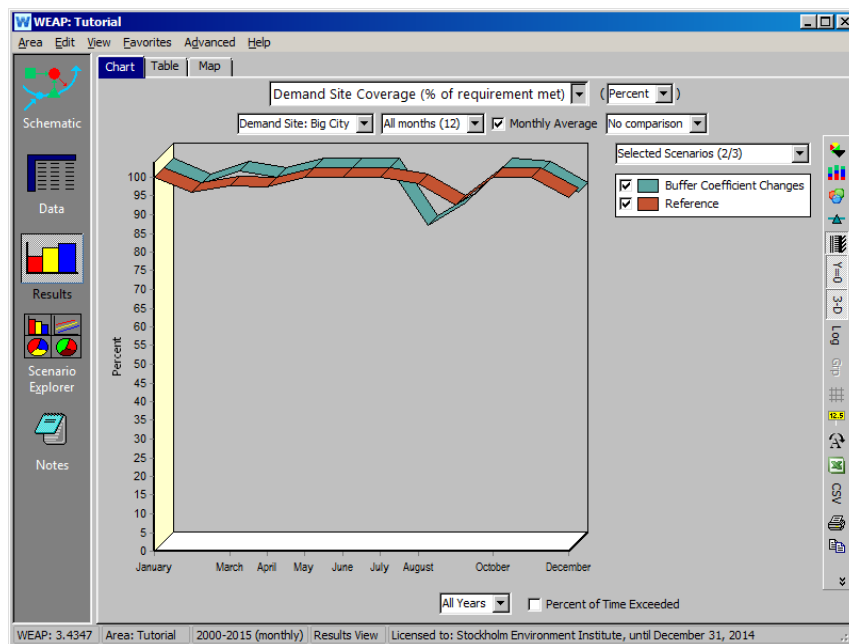 WEAP: Tutorial
Area Edit View Favorites Advanced Help
Chart Table Map
Demand Site Coverage (% of requirement met) (Percent)
Demand Site: Big City All months (12) Monthly Average No comparison
Selected Scenarios (2/3)
Buffer Coefficient Changes
Reference
Schematic
Data
Results
Scenario
Explorer
Notes
Percent
100
95
90
85
80
75
70
65
60
55
50
45
40
35
30
25
20
15
10
5
0
January March April May June July August October December
All Years Percent of Time Exceeded
Y=0
3-D
Log
Grp
12.5
A
CSV
WEAP: 3.4347 Area: Tutorial 2000-2015 (monthly) Results View Licensed to: Stockholm Environment Institute, until December 31, 2014